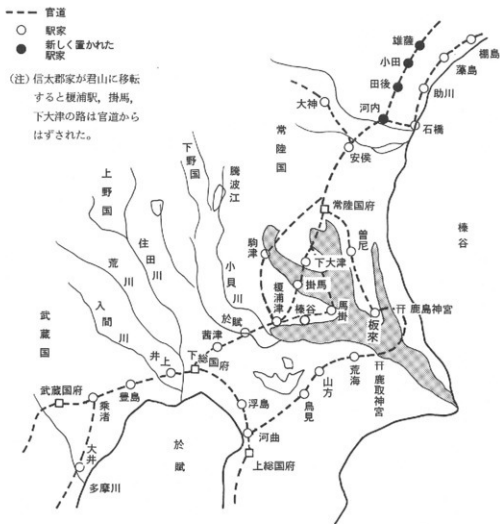 官道
駅家
新しく置かれた
駅家
(注)信太郡家が君山に移転
すると榎浦駅,掛馬,
下大津の路は官道から
はずされた。
雄薩
小田
田後
河内
棚島
藻島
助川
石橋
大神
安侯
常陸国
下野国
騰波江
上野国
住田川
荒川
入間川
小貝川
武蔵国
常陸国府
曽尼
駒津
下大津
榎浦津
掛馬
榛谷
馬掛
板來
鹿島神宮
榛谷
於賦
茜津
井上
下総国府
武蔵国府
乗渚
豊島
大井
多摩川
浮島
河曲
上総国府
於賦
鳥見
山方
荒海
鹿取神宮